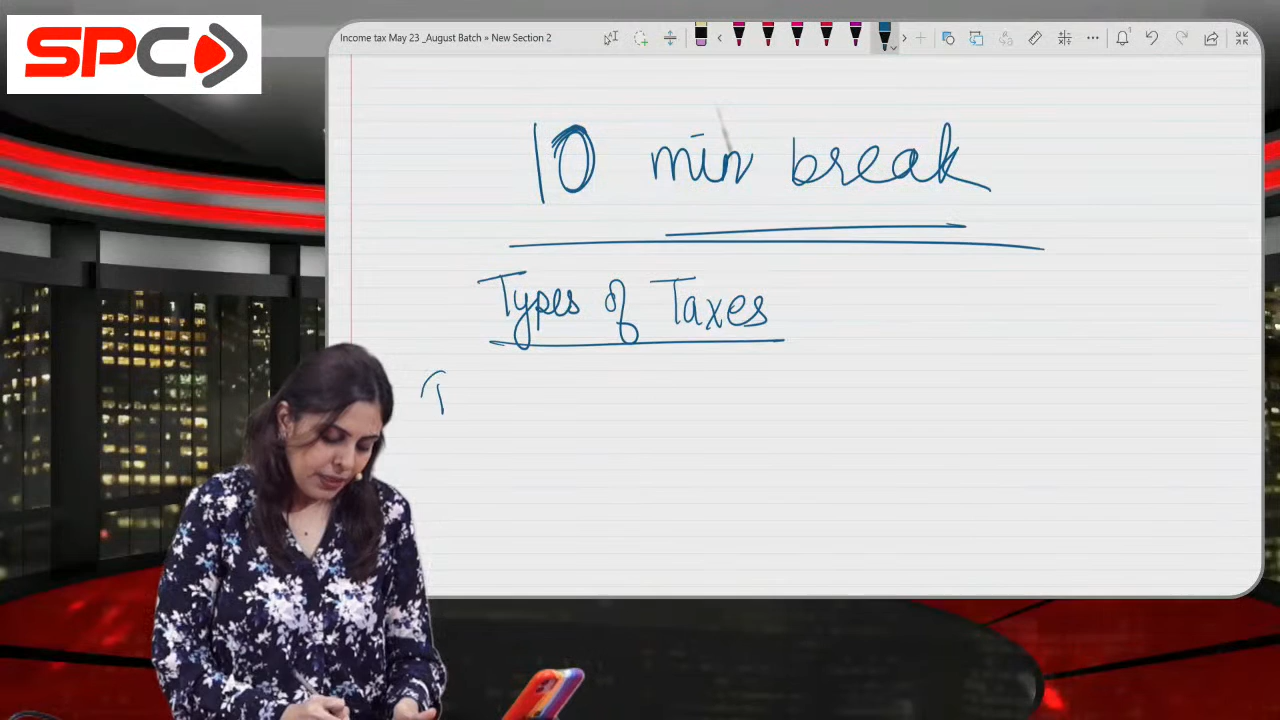 SPC
Income tax May 23 _August Batch » New Section 2
10 min break
Types of Taxes